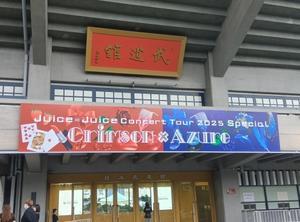 武道館
Juice=Juice Concert Tour 2025 Special
Crimson×Azure